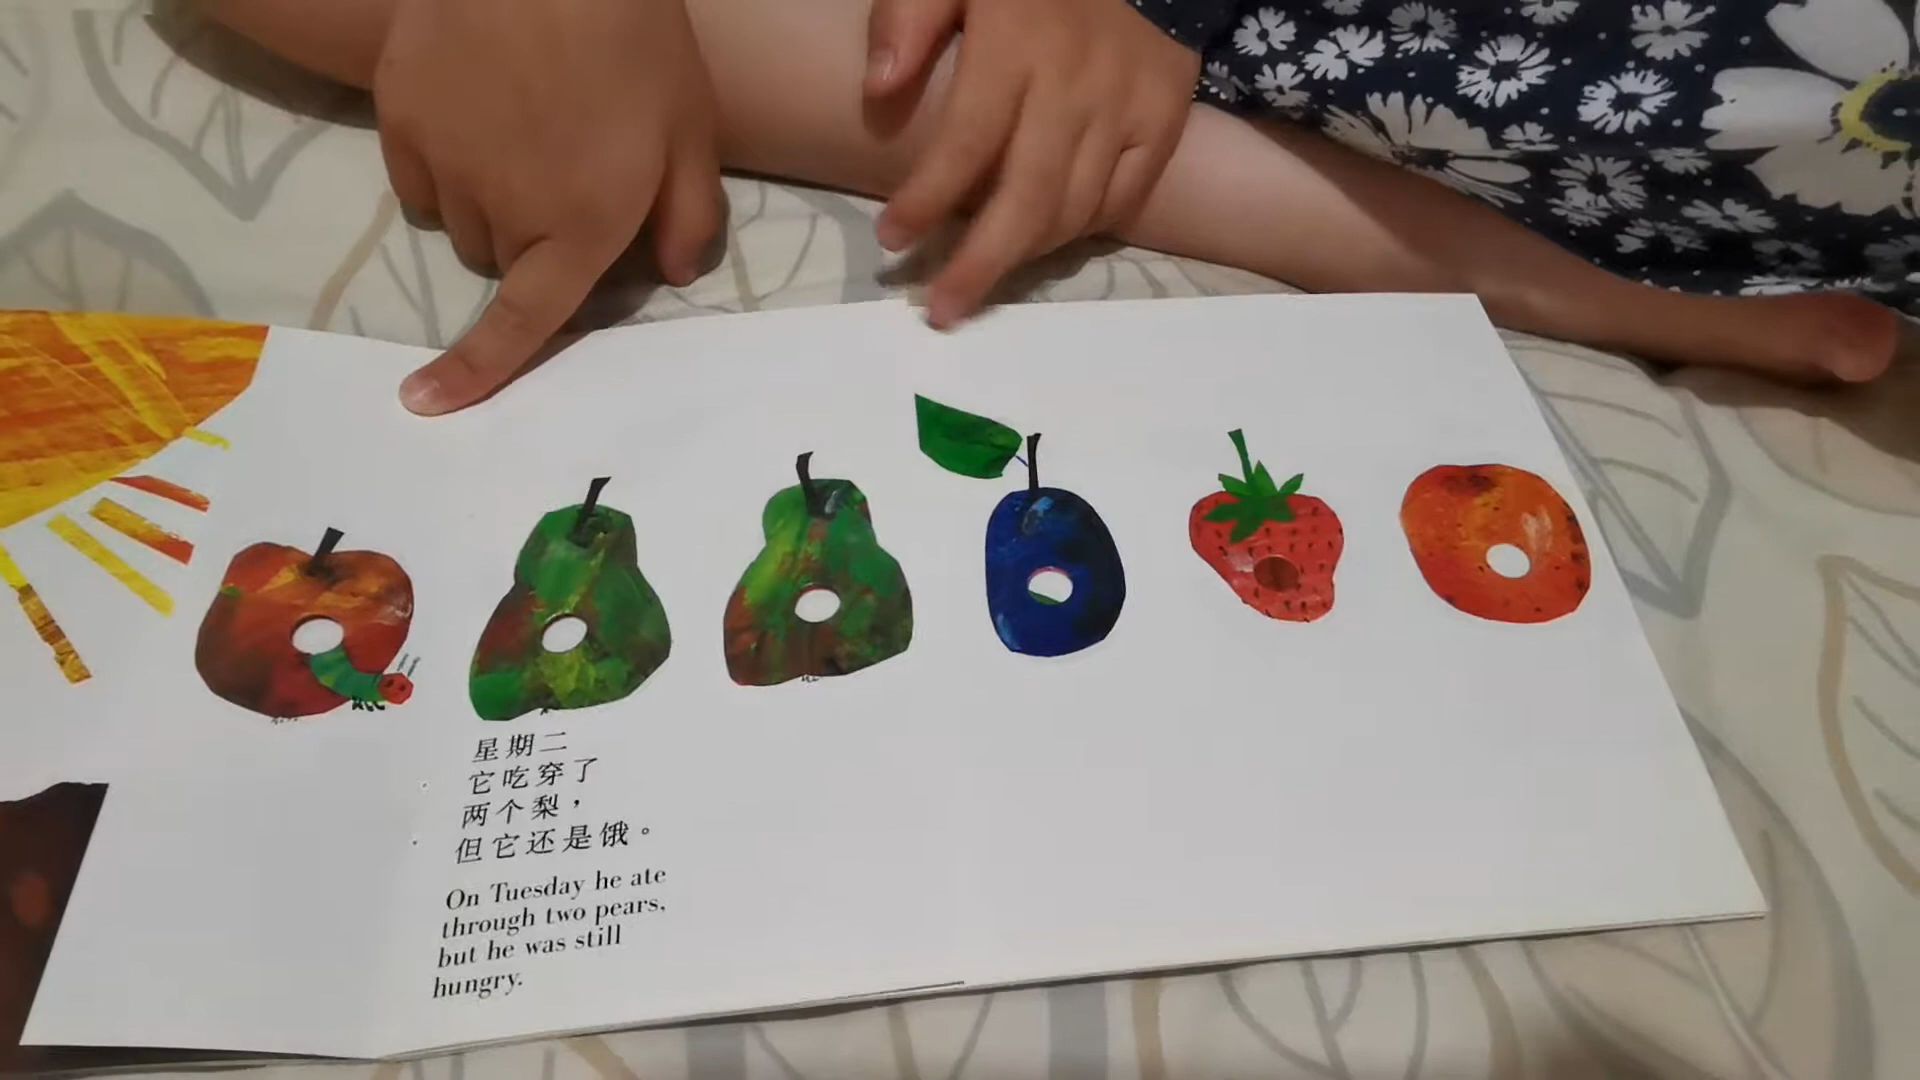 星期二
它吃穿了
两个梨，
但它还是饿。
On Tuesday he ate
through two pears,
but he was still
hungry.